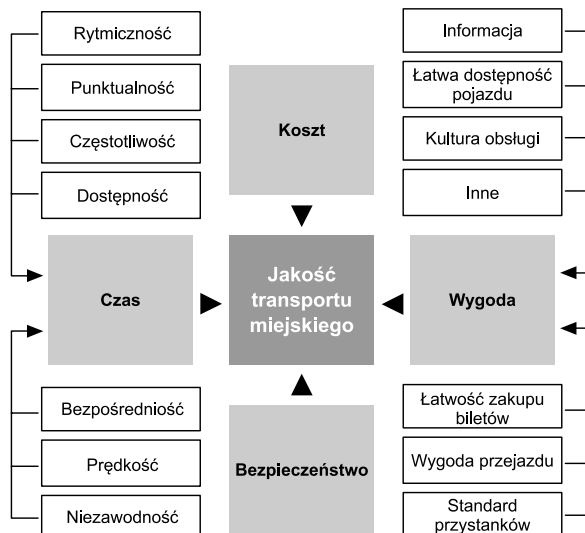 Rytmiczność
Punktualność
Częstotliwość
Dostępność
Koszt
Informacja
Łatwa dostępność
pojazdu
Kultura obsługi
Inne
Czas
Jakość
transportu
miejskiego
Wygoda
Bezpośredniość
Prędkość
Niezawodność
Bezpieczeństwo
Łatwość zakupu
biletów
Wygoda przejazdu
Standard
przystanków